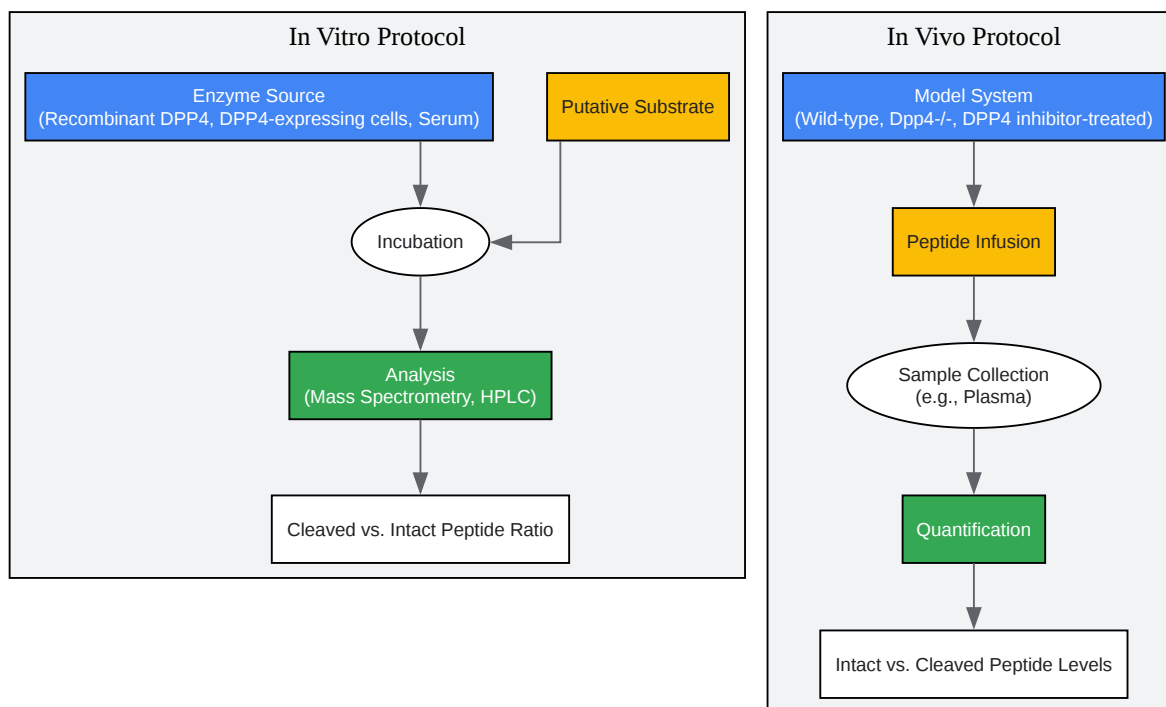 In Vitro Protocol
Enzyme Source
(Recombinant DPP4, DPP4-expressing cells, Serum)
Putative Substrate
Incubation
Analysis
(Mass Spectrometry, HPLC)
Cleaved vs. Intact Peptide Ratio
In Vivo Protocol
Model System
(Wild-type, Dpp4-/-, DPP4 inhibitor-treated)
Peptide Infusion
Sample Collection
(e.g., Plasma)
Quantification
Intact vs. Cleaved Peptide Levels